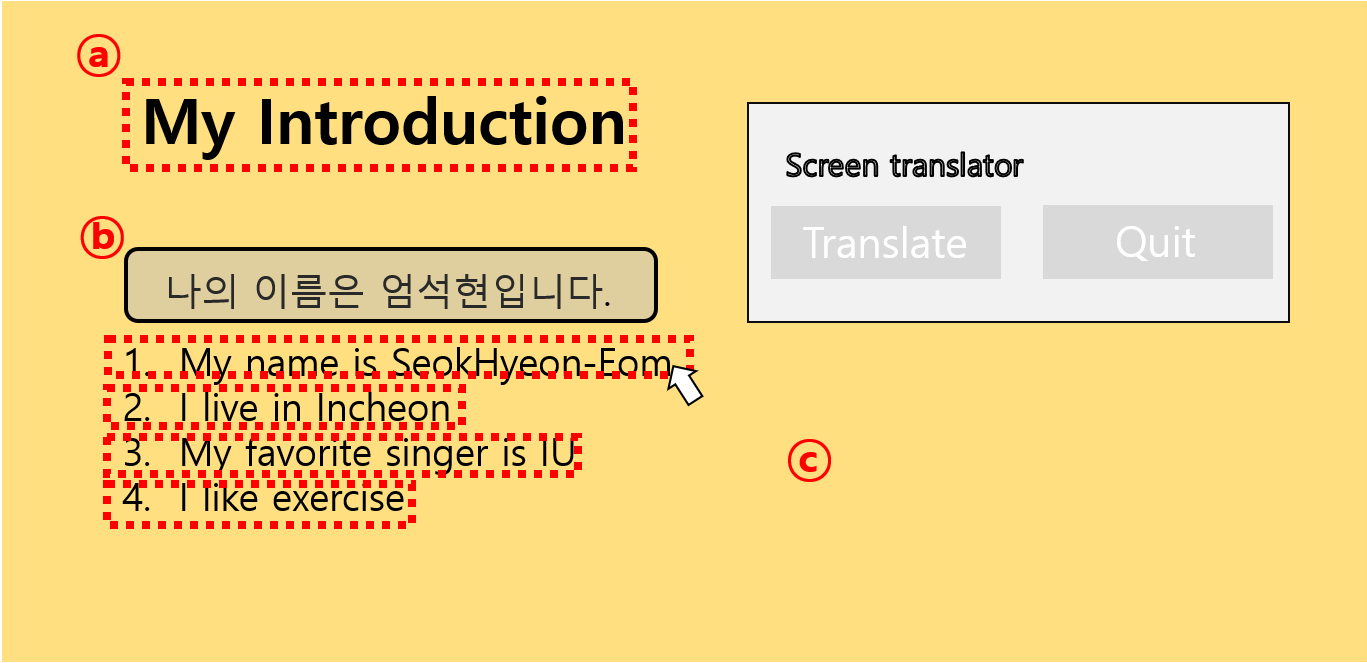 ⓐ
My Introduction
Screen translator
Translate Quit
ⓑ
나의 이름은 엄석현입니다.
1. My name is SeokHyeon-Eom
2. I live in Incheon
3. My favorite singer is IU
4. I like exercise
ⓒ